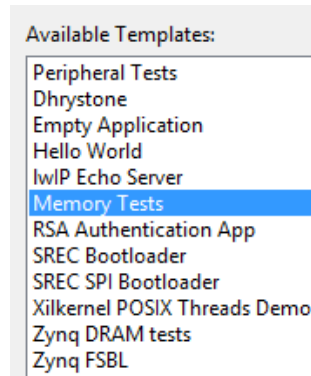 Available Templates:
Peripheral Tests
Dhrystone
Empty Application
Hello World
lwIP Echo Server
Memory Tests
RSA Authentication App
SREC Bootloader
SREC SPI Bootloader
Xilkernel POSIX Threads Demo
Zynq DRAM tests
Zynq FSBL